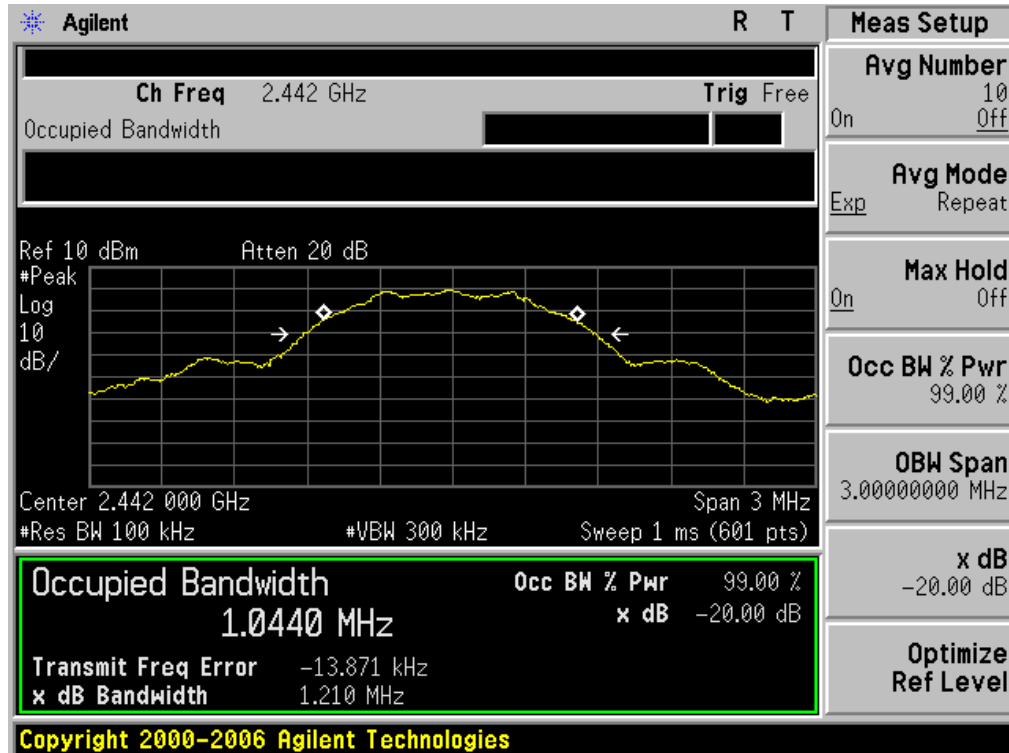 Agilent R T
Ch Freq 2.442 GHz Trig Free
Occupied Bandwidth
Ref 10 dBm Atten 20 dB
#Peak
Log
10
dB/
Center 2.442 000 GHz Span 3 MHz
#Res BW 100 kHz #VBW 300 kHz Sweep 1 ms (601 pts)
Occupied Bandwidth Occ BW % Pwr 99.00 %
1.0440 MHz x dB -20.00 dB
Transmit Freq Error -13.871 kHz
x dB Bandwidth 1.210 MHz
Copyright 2000-2006 Agilent Technologies
Meas Setup
Avg Number
10
On Off
Avg Mode
Exp Repeat
Max Hold
On Off
Occ BW % Pwr
99.00 %
OBW Span
3.00000000 MHz
x dB
-20.00 dB
Optimize
Ref Level